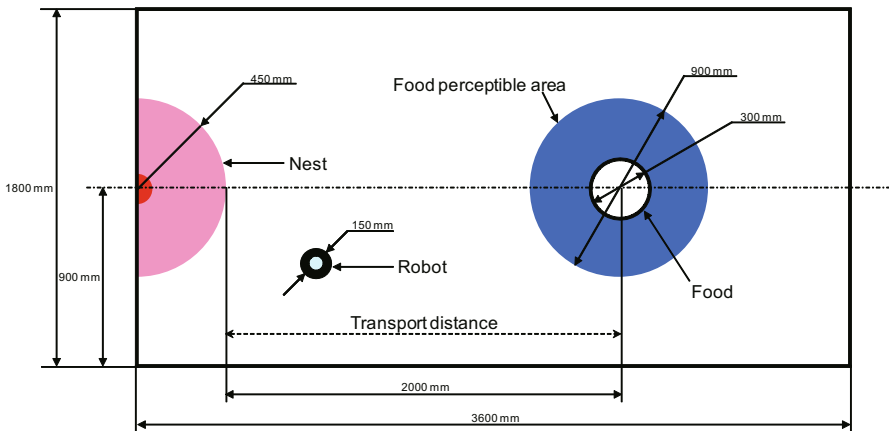 450 mm
Food perceptible area
900 mm
300 mm
Nest
1800 mm
150 mm
Robot
900 mm
Food
Transport distance
2000 mm
3600 mm